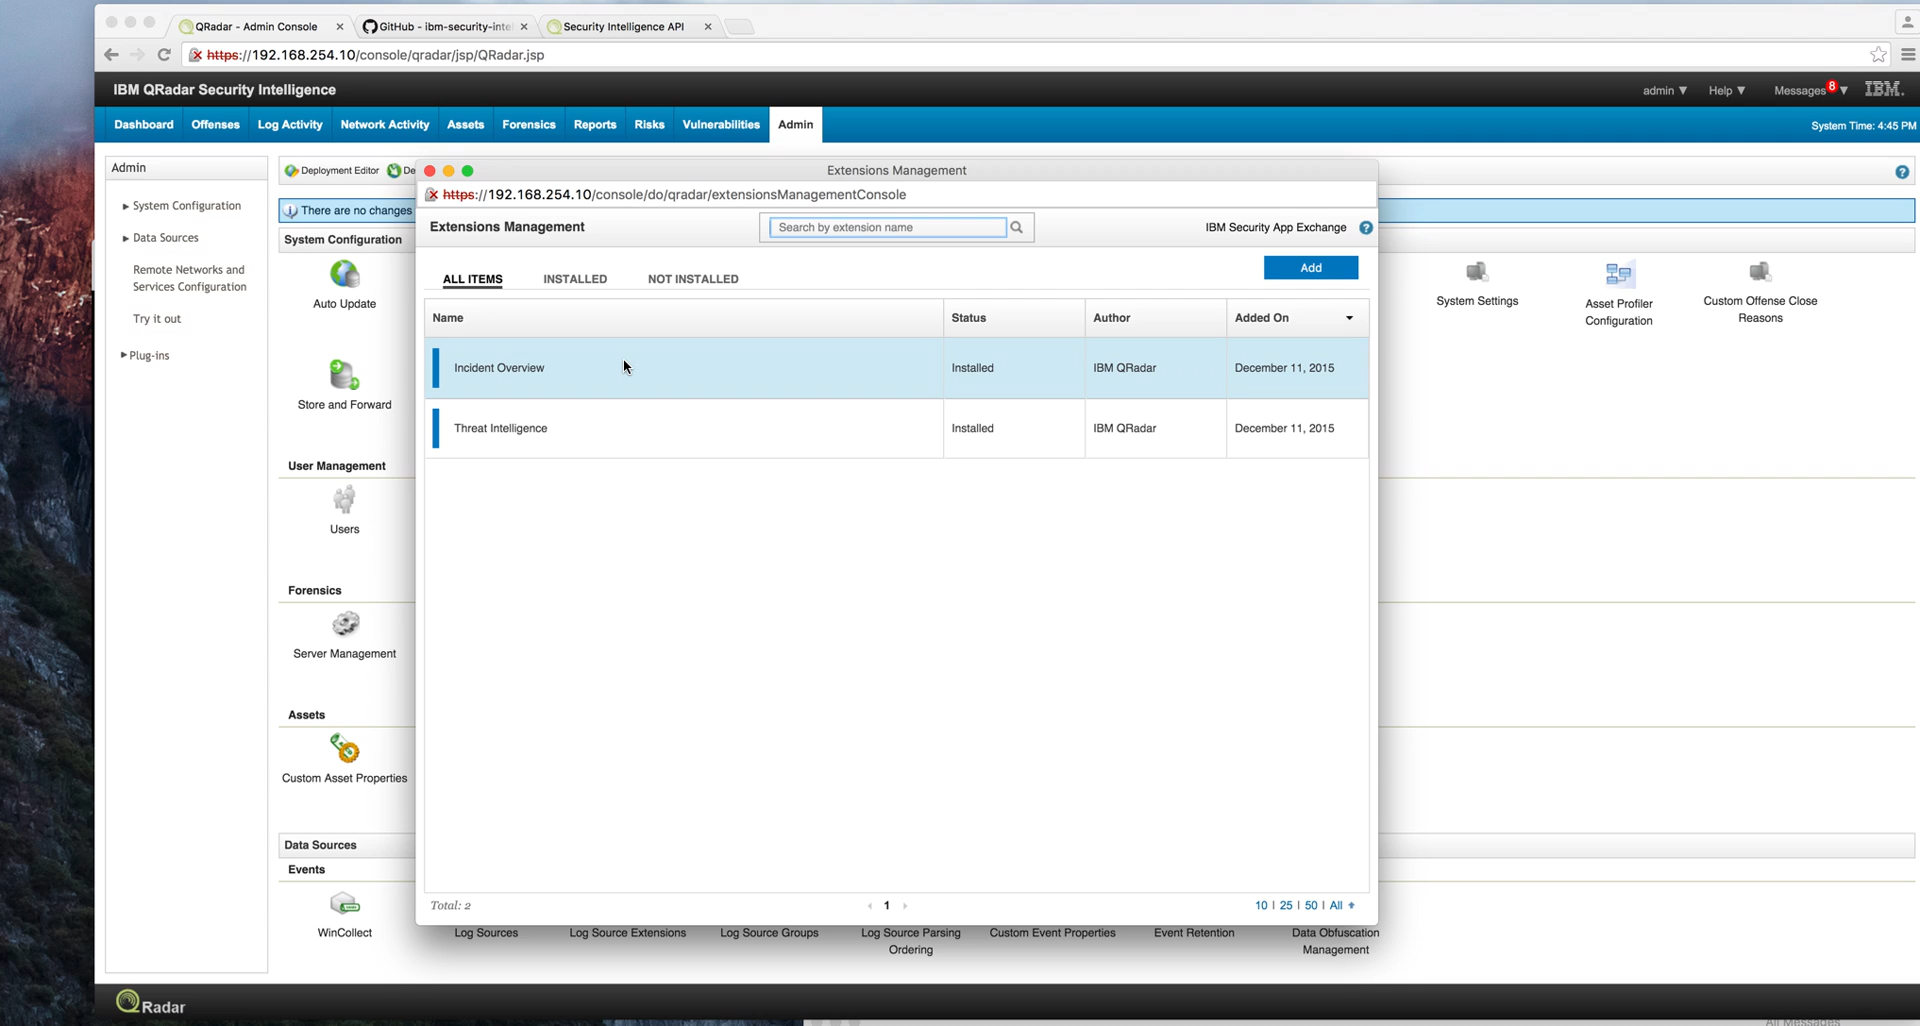 QRadar - Admin Console
GitHub - ibm-security-inte
Security Intelligence API
https://192.168.254.10/console/qradar/jsp/QRadar.jsp
IBM QRadar Security Intelligence
admin ▼
Help ▼
Messages 8 ▼
IBM.
Dashboard
Offenses
Log Activity
Network Activity
Assets
Forensics
Reports
Risks
Vulnerabilities
Admin
System Time: 4:45 PM
Admin
System Configuration
Data Sources
Remote Networks and
Services Configuration
Try it out
Plug-ins
Deployment Editor
De
There are no changes
System Configuration
Auto Update
Store and Forward
User Management
Users
Forensics
Server Management
Assets
Custom Asset Properties
Data Sources
Events
WinCollect
Extensions Management
https://192.168.254.10/console/do/qradar/extensionsManagementConsole
Extensions Management
Search by extension name
IBM Security App Exchange
?
ALL ITEMS
INSTALLED
NOT INSTALLED
Add
Name
Status
Author
Added On
Incident Overview
Installed
IBM QRadar
December 11, 2015
Threat Intelligence
Installed
IBM QRadar
December 11, 2015
Total: 2
1
10 | 25 | 50 | All
?
System Settings
Asset Profiler
Configuration
Custom Offense Close
Reasons
Log Sources
Log Source Extensions
Log Source Groups
Log Source Parsing
Ordering
Custom Event Properties
Event Retention
Data Obfuscation
Management
QRadar
All Messages